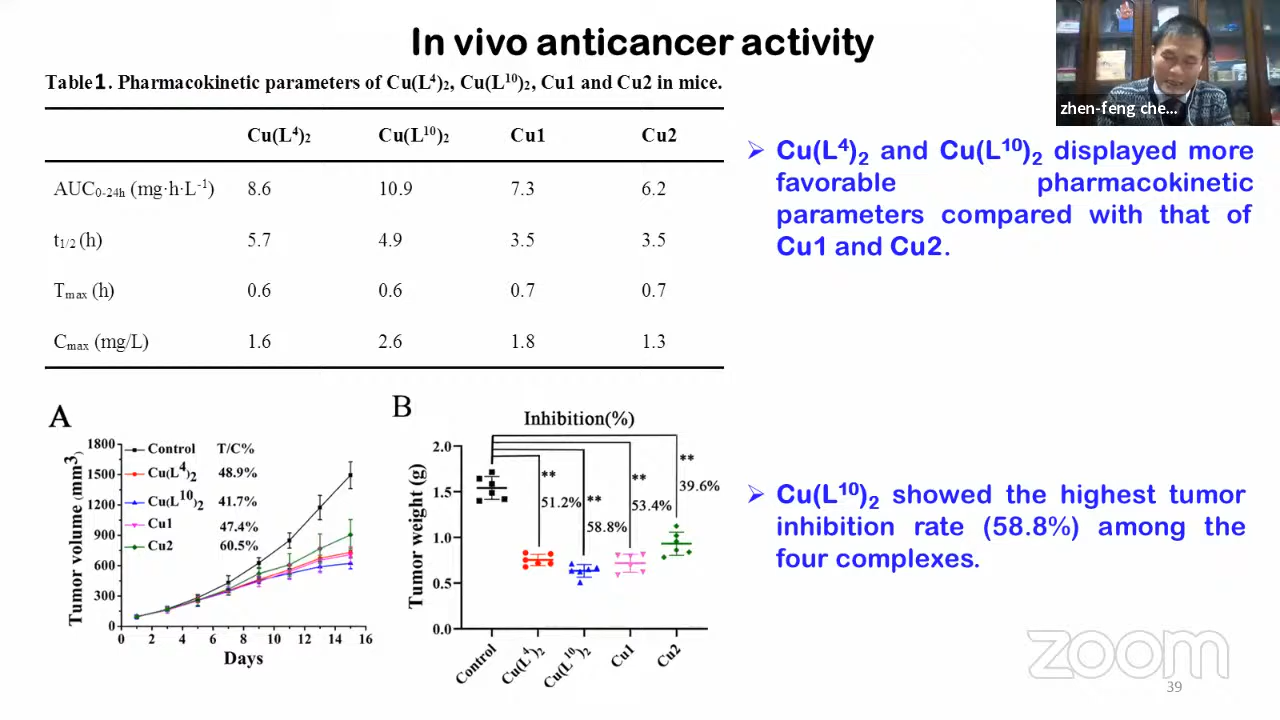 In vivo anticancer activity
zhen-feng che...
Table1. Pharmacokinetic parameters of Cu(L⁴)₂, Cu(L¹⁰)₂, Cu1 and Cu2 in mice.
Cu(L⁴)₂ Cu(L¹⁰)₂ Cu1 Cu2
AUC₀₋₂₄ₕ (mg·h·L⁻¹) 8.6 10.9 7.3 6.2
t₁/₂ (h) 5.7 4.9 3.5 3.5
Tₘₐₓ (h) 0.6 0.6 0.7 0.7
Cₘₐₓ (mg/L) 1.6 2.6 1.8 1.3
➢ Cu(L⁴)₂ and Cu(L¹⁰)₂ displayed more
favorable pharmacokinetic
parameters compared with that of
Cu1 and Cu2.
A
Tumor volume (mm³)
1800
1500
1200
900
600
300
0
Control T/C%
Cu(L⁴)₂ 48.9%
Cu(L¹⁰)₂ 41.7%
Cu1 47.4%
Cu2 60.5%
0 2 4 6 8 10 12 14 16
Days
B
Inhibition(%)
Tumor weight (g)
2.0
1.5
1.0
0.5
0.0
**
51.2%
**
58.8%
**
53.4%
**
39.6%
Control Cu(L⁴)₂ Cu(L¹⁰)₂ Cu1 Cu2
➢ Cu(L¹⁰)₂ showed the highest tumor
inhibition rate (58.8%) among the
four complexes.
zoom
39